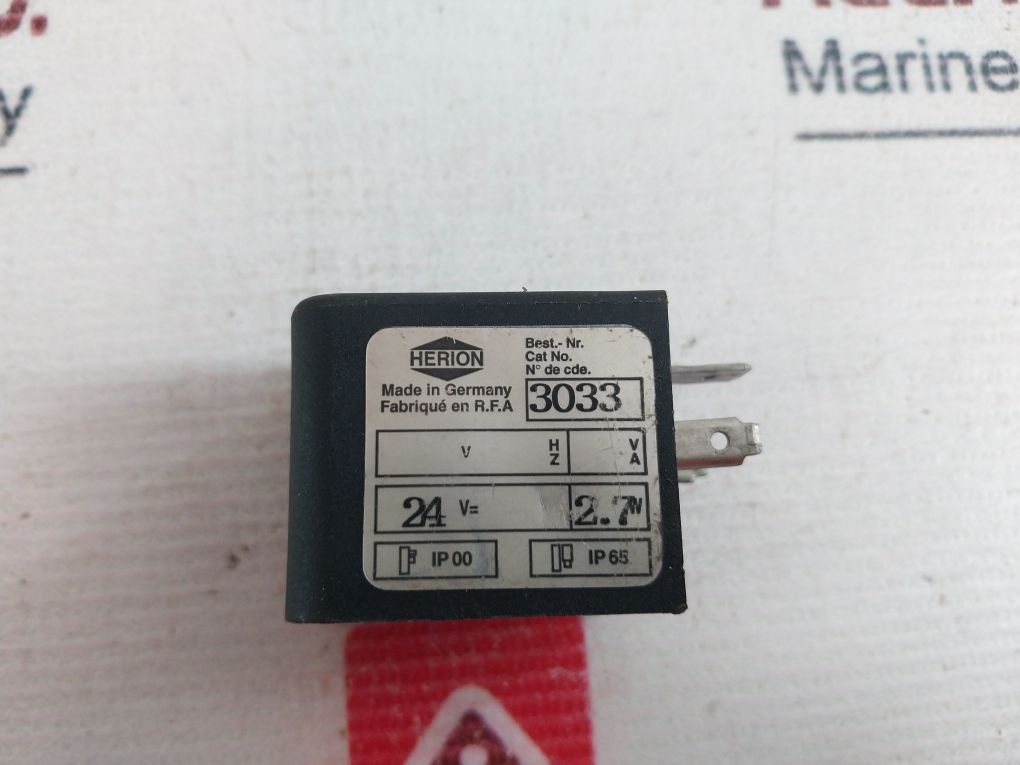 Marine
y
HERION
Made in Germany
Fabriqué en R.F.A
Best.- Nr.
Cat No.
N° de cde.
3033
V HZ VA
24 V= 2.7W
IP 00 IP 65